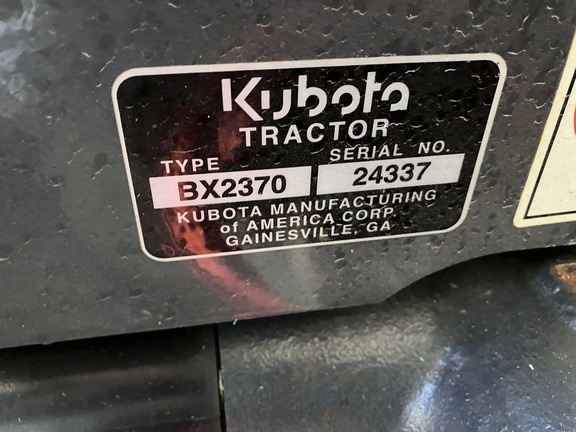 Kubota
TRACTOR
TYPE SERIAL NO.
BX2370 24337
KUBOTA MANUFACTURING
of AMERICA CORP.
GAINESVILLE, GA